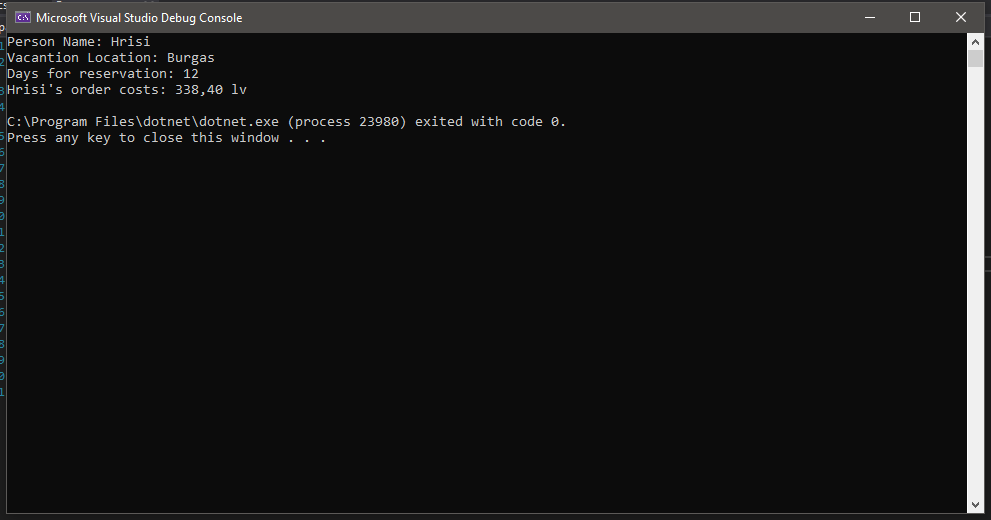 Microsoft Visual Studio Debug Console
Person Name: Hrisi
Vacantion Location: Burgas
Days for reservation: 12
Hrisi's order costs: 338,40 lv
C:\Program Files\dotnet\dotnet.exe (process 23980) exited with code 0.
Press any key to close this window . . .